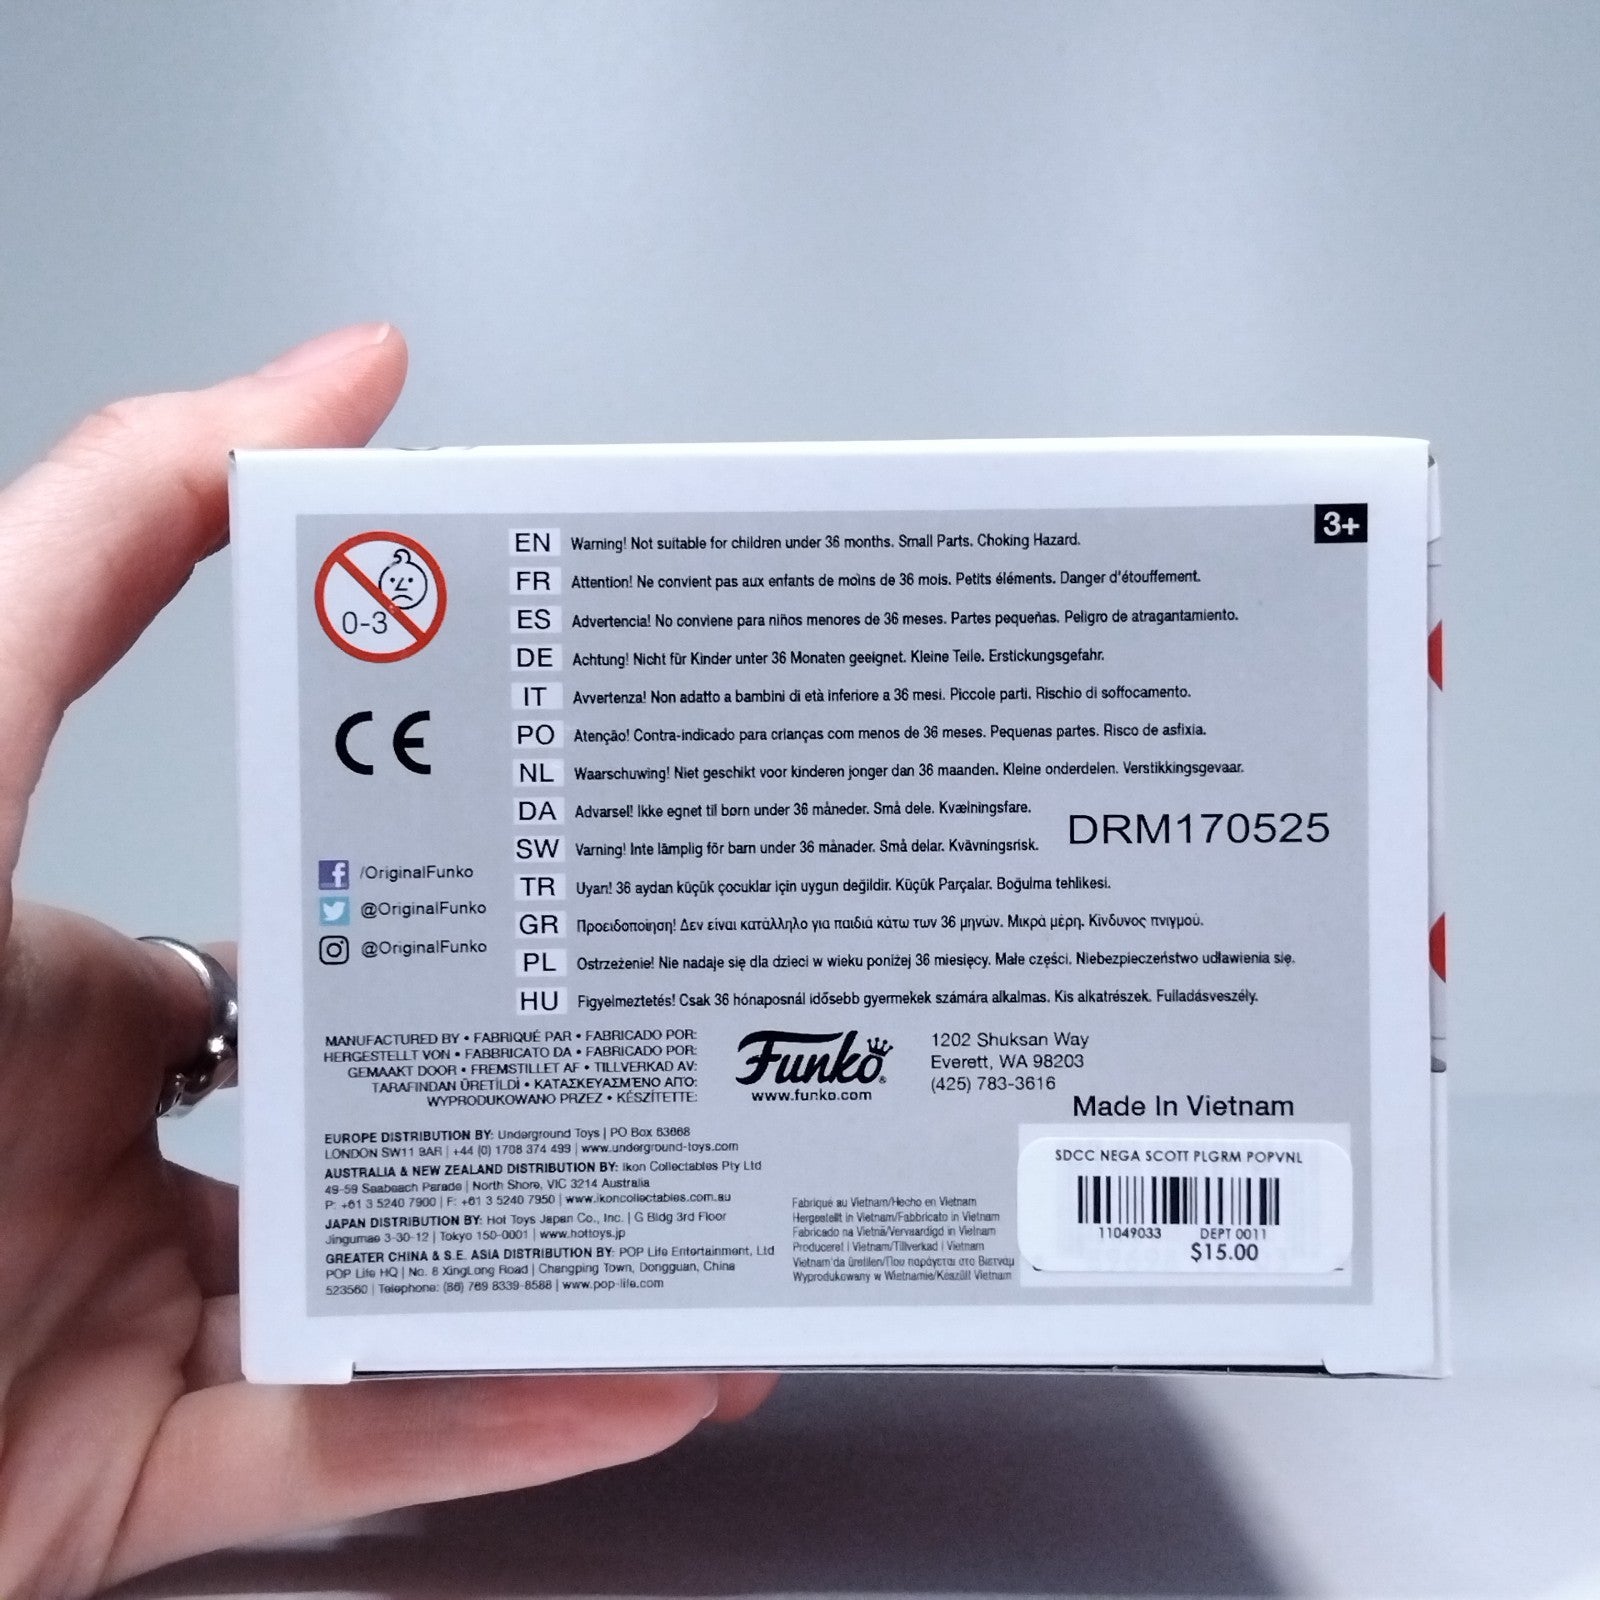 3+
0-3
EN Warning! Not suitable for children under 36 months. Small Parts. Choking Hazard.
FR Attention! Ne convient pas aux enfants de moins de 36 mois. Petits éléments. Danger d'étouffement.
ES Advertencia! No conviene para niños menores de 36 meses. Partes pequeñas. Peligro de atragantamiento.
DE Achtung! Nicht für Kinder unter 36 Monaten geeignet. Kleine Teile. Erstickungsgefahr.
IT Avvertenza! Non adatto a bambini di età inferiore a 36 mesi. Piccole parti. Rischio di soffocamento.
PO Atenção! Contra-indicado para crianças com menos de 36 meses. Pequenas partes. Risco de asfixia.
NL Waarschuwing! Niet geschikt voor kinderen jonger dan 36 maanden. Kleine onderdelen. Verstikkingsgevaar.
DA Advarsel! Ikke egnet til børn under 36 måneder. Små dele. Kvælningsfare.
SW Varning! Inte lämplig för barn under 36 månader. Små delar. Kvävningsrisk.
TR Uyarı! 36 aydan küçük çocuklar için uygun değildir. Küçük Parçalar. Boğulma tehlikesi.
GR Προειδοποίηση! Δεν είναι κατάλληλο για παιδιά κάτω των 36 μηνών. Μικρά μέρη. Κίνδυνος πνιγμού.
PL Ostrzeżenie! Nie nadaje się dla dzieci w wieku poniżej 36 miesięcy. Małe części. Niebezpieczeństwo udławienia się.
HU Figyelmeztetés! Csak 36 hónaposnál idősebb gyermekek számára alkalmas. Kis alkatrészek. Fulladásveszély.
CE
DRM170525
f /OriginalFunko
@OriginalFunko
@OriginalFunko
MANUFACTURED BY • FABRIQUÉ PAR • FABRICADO POR:
HERGESTELLT VON • FABBRICATO DA • FABRICADO POR:
GEMAAKT DOOR • FREMSTILLET AF • TILLVERKAD AV:
TARAFINDAN ÜRETİLDİ • ΚΑΤΑΣΚΕΥΑΣΜΈΝΟ ΑΠΌ:
WYPRODUKOWANO PRZEZ • KÉSZÍTETTE:
Funko®
www.funko.com
1202 Shuksan Way
Everett, WA 98203
(425) 783-3616
Made In Vietnam
EUROPE DISTRIBUTION BY: Underground Toys | PO Box 63668
LONDON SW11 9AR | +44 (0) 1708 374 499 | www.underground-toys.com
AUSTRALIA & NEW ZEALAND DISTRIBUTION BY: Ikon Collectables Pty Ltd
49-59 Seabeach Parade | North Shore, VIC 3214 Australia
P: +61 3 5240 7900 | F: +61 3 5240 7950 | www.ikoncollectables.com.au
JAPAN DISTRIBUTION BY: Hot Toys Japan Co., Inc. | G Bldg 3rd Floor
Jingumae 3-30-12 | Tokyo 150-0001 | www.hottoys.jp
GREATER CHINA & S.E. ASIA DISTRIBUTION BY: POP Life Entertainment, Ltd
POP Life HQ | No. 8 XingLong Road | Changping Town, Dongguan, China
523560 | Telephone: (86) 769 8339-8588 | www.pop-life.com
Fabriqué au Vietnam/Hecho en Vietnam
Hergestellt in Vietnam/Fabbricato in Vietnam
Fabricado na Vietnã/Vervaardigd in Vietnam
Produceret i Vietnam/Tillverkad i Vietnam
Vietnam'da üretilen/Που παράγεται στο Βιετνάμ
Wyprodukowany w Wietnamie/Készült Vietnam
SDCC NEGA SCOTT PLGRM POPVNL
11049033 DEPT 0011
$15.00